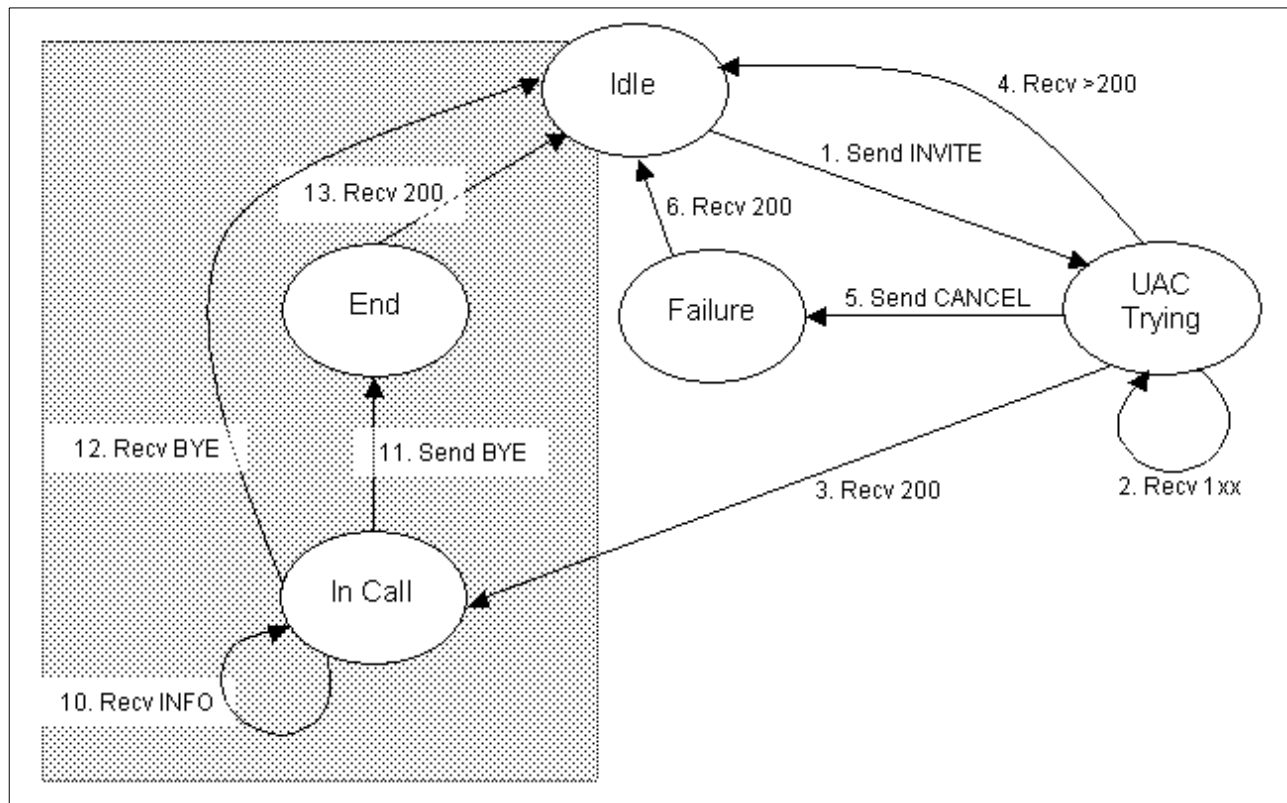 Idle
4. Recv >200
1. Send INVITE
13. Recv 200
6. Recv 200
End
Failure
5. Send CANCEL
UAC
Trying
12. Recv BYE
11. Send BYE
3. Recv 200
2. Recv 1xx
In Call
10. Recv INFO